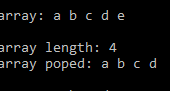 array: a b c d e
array length: 4
array poped: a b c d